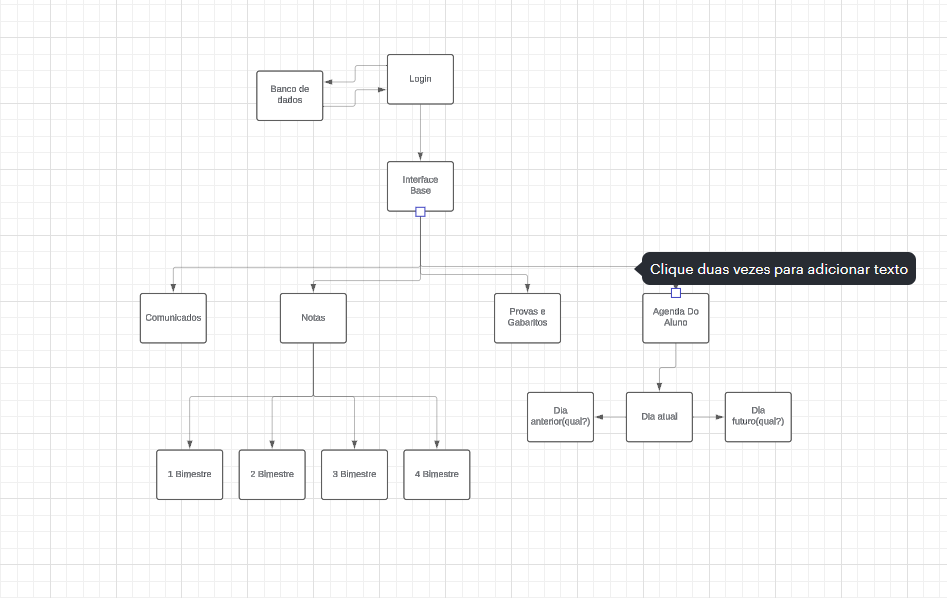 Login
Banco de
dados
Interface
Base
Clique duas vezes para adicionar texto
Comunicados
Notas
Provas e
Gabaritos
Agenda Do
Aluno
Dia
anterior(qual?)
Dia atual
Dia
futuro(qual?)
1 Bimestre
2 Bimestre
3 Bimestre
4 Bimestre